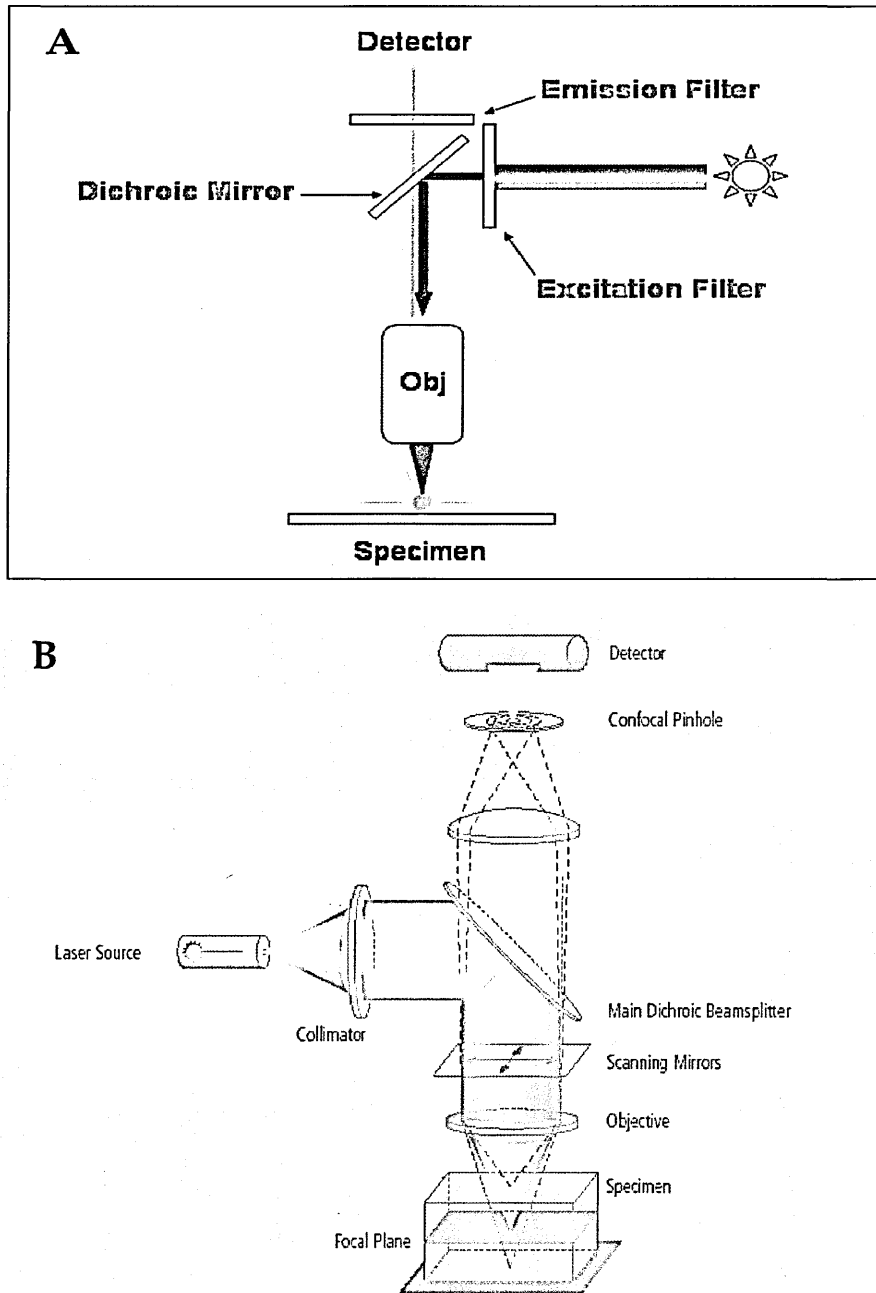 A
Detector
Emission Filter
Dichroic Mirror
Excitation Filter
Obj
Specimen
B
Detector
Confocal Pinhole
Laser Source
Collimator
Main Dichroic Beamsplitter
Scanning Mirrors
Objective
Specimen
Focal Plane